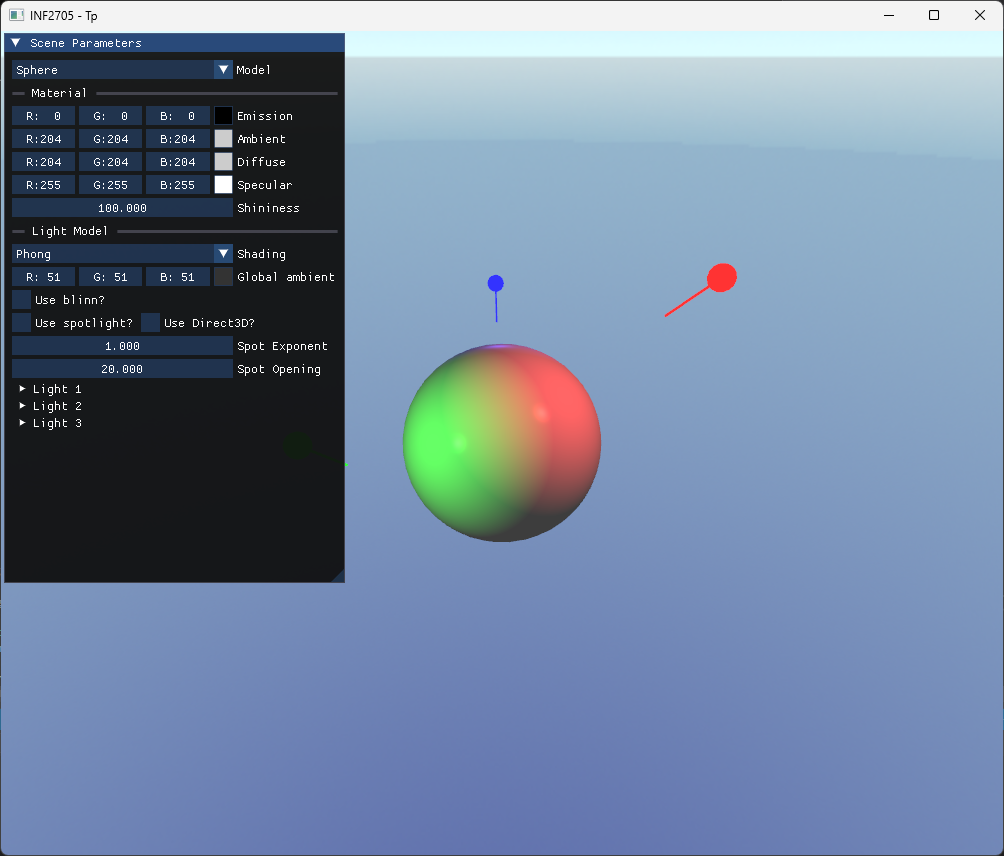 INF2705 - Tp
Scene Parameters
Sphere Model
Material
R: 0 G: 0 B: 0 Emission
R:204 G:204 B:204 Ambient
R:204 G:204 B:204 Diffuse
R:255 G:255 B:255 Specular
100.000 Shininess
Light Model
Phong Shading
R: 51 G: 51 B: 51 Global ambient
Use blinn?
Use spotlight? Use Direct3D?
1.000 Spot Exponent
20.000 Spot Opening
Light 1
Light 2
Light 3